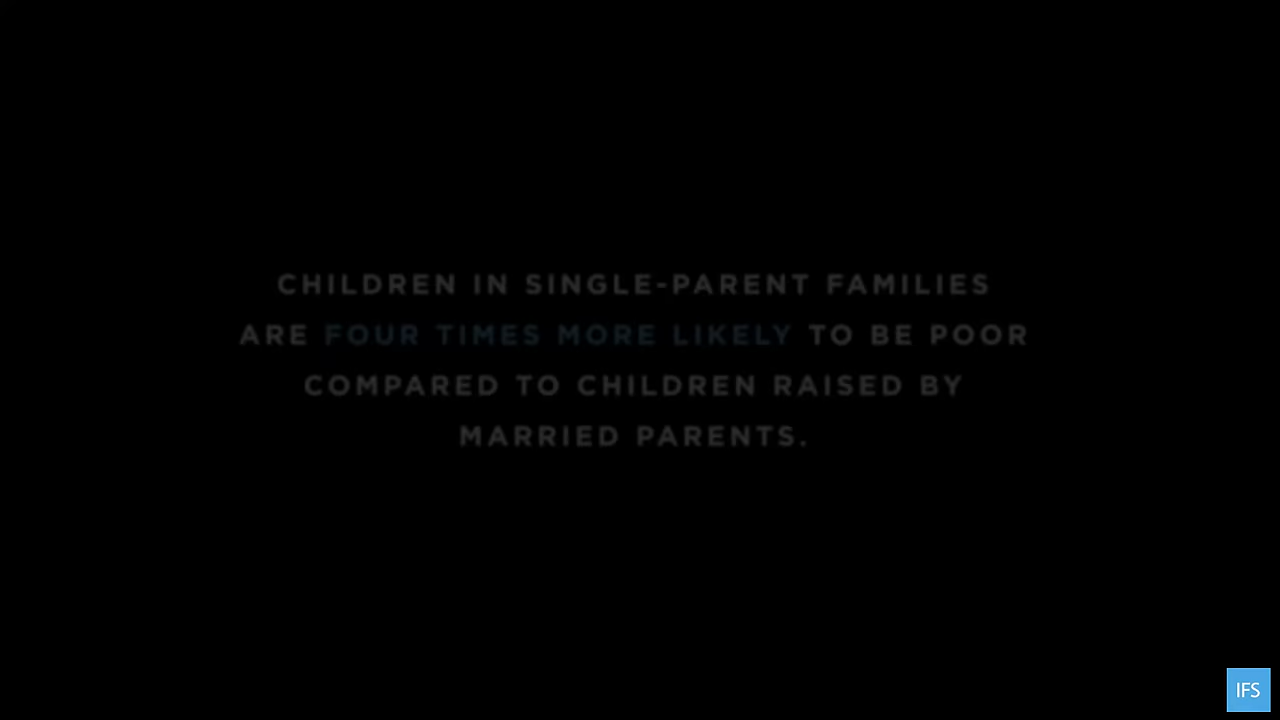 CHILDREN IN SINGLE-PARENT FAMILIES
ARE FOUR TIMES MORE LIKELY TO BE POOR
COMPARED TO CHILDREN RAISED BY
MARRIED PARENTS.
IFS